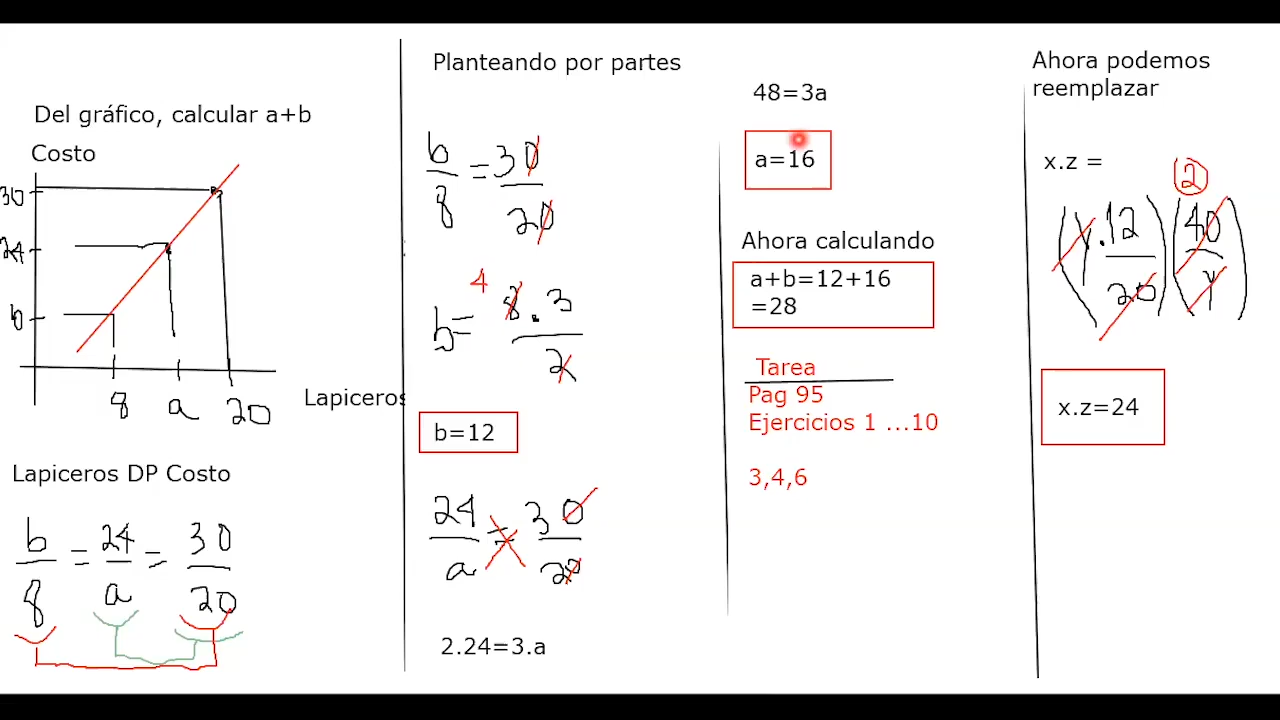 Del gráfico, calcular a+b
Costo
30
24
b
8 a 20
Lapiceros
Lapiceros DP Costo
b/8 = 24/a = 30/20
Planteando por partes
b/8 = 30/20
4
b= 8.3/2
b=12
24/a = 30/20
2.24=3.a
48=3a
a=16
Ahora calculando
a+b=12+16
=28
Tarea
Pag 95
Ejercicios 1 ...10
3,4,6
Ahora podemos
reemplazar
x.z =
2
(y.12/20)(40/y)
x.z=24